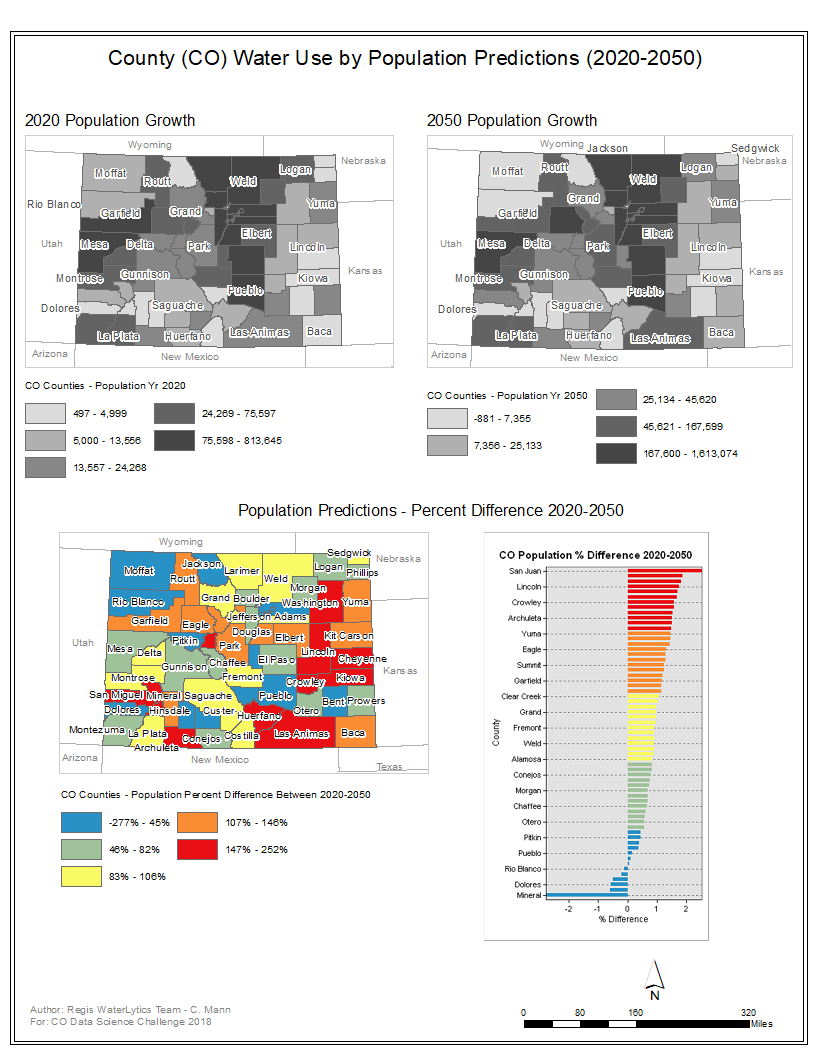 County (CO) Water Use by Population Predictions (2020-2050)
2020 Population Growth
Wyoming
Nebraska
Moffat
Routt
Logan
Weld
Rio Blanco
Garfield
Grand
Yuma
Elbert
Utah
Mesa
Delta
Park
Lincoln
Gunnison
Kansas
Montrose
Kiowa
Pueblo
Dolores
Saguache
La Plata
Huerfano
Las Animas
Baca
Arizona
New Mexico
CO Counties - Population Yr 2020
497 - 4,999
5,000 - 13,556
13,557 - 24,268
24,269 - 75,597
75,598 - 813,645
2050 Population Growth
Wyoming
Jackson
Sedgwick
Nebraska
Moffat
Routt
Logan
Weld
Grand
Yuma
Garfield
Elbert
Utah
Mesa
Delta
Park
Lincoln
Gunnison
Kansas
Montrose
Kiowa
Pueblo
Dolores
Saguache
La Plata
Huerfano
Las Animas
Baca
Arizona
New Mexico
CO Counties - Population Yr 2050
-881 - 7,355
7,356 - 25,133
25,134 - 45,620
45,621 - 167,599
167,600 - 1,613,074
Population Predictions - Percent Difference 2020-2050
Wyoming
Sedgwick
Nebraska
Jackson
Moffat
Larimer
Logan
Phillips
Routt
Weld
Morgan
Rio Blanco
Grand
Boulder
Washington
Yuma
Garfield
Eagle
Jefferson
Adams
Douglas
Pitkin
Park
Elbert
Kit Carson
Utah
Mesa
Delta
Lincoln
Gunnison
Chaffee
El Paso
Cheyenne
Kansas
Montrose
Fremont
Crowley
Kiowa
San Miguel
Mineral
Saguache
Pueblo
Bent
Prowers
Dolores
Hinsdale
Custer
Otero
Huerfano
Montezuma
La Plata
Conejos
Costilla
Las Animas
Baca
Archuleta
Arizona
New Mexico
Texas
CO Counties - Population Percent Difference Between 2020-2050
-277% - 45%
46% - 82%
83% - 106%
107% - 146%
147% - 252%
CO Population % Difference 2020-2050
County
San Juan
Lincoln
Crowley
Archuleta
Yuma
Eagle
Summit
Garfield
Clear Creek
Grand
Fremont
Weld
Alamosa
Conejos
Morgan
Chaffee
Otero
Pitkin
Pueblo
Rio Blanco
Dolores
Mineral
-2 -1 0 1 2
% Difference
N
0 80 160 320
Miles
Author: Regis WaterLytics Team - C. Mann
For: CO Data Science Challenge 2018